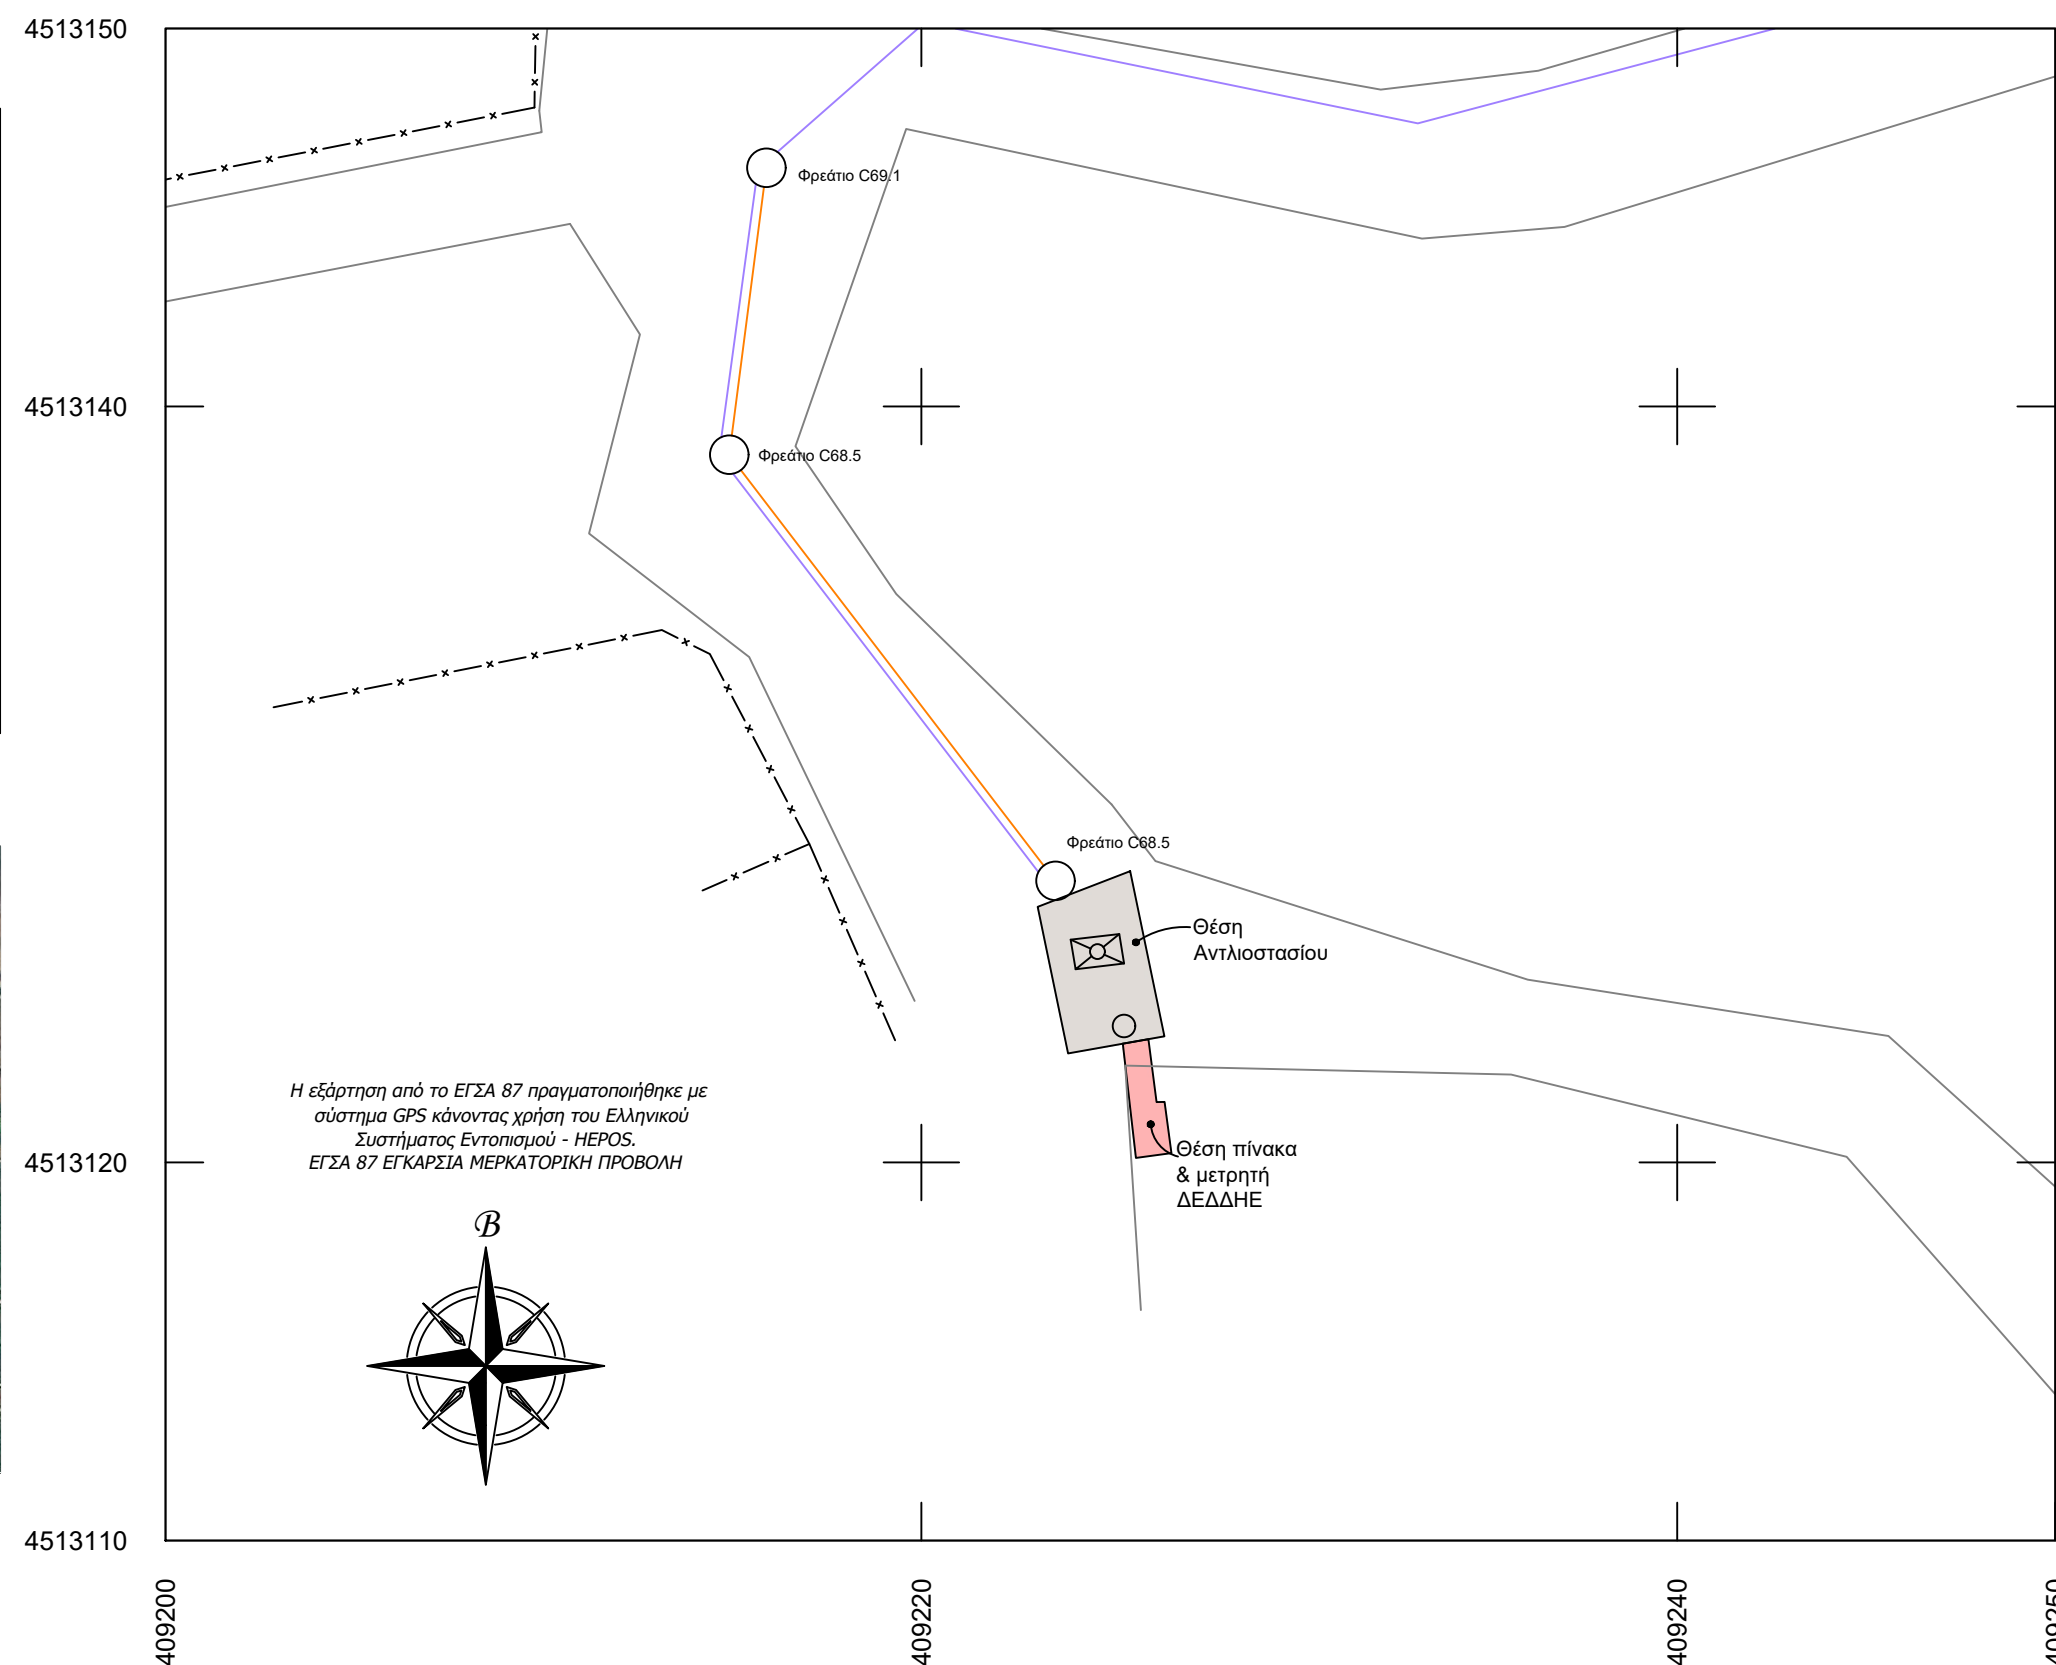 4513150
Φρεάτιο C69.1
4513140
Φρεάτιο C68.5
Φρεάτιο C68.5
Θέση
Αντλιοστασίου
Η εξάρτηση από το ΕΓΣΑ 87 πραγματοποιήθηκε με
σύστημα GPS κάνοντας χρήση του Ελληνικού
Συστήματος Εντοπισμού - HEPOS.
ΕΓΣΑ 87 ΕΓΚΑΡΣΙΑ ΜΕΡΚΑΤΟΡΙΚΗ ΠΡΟΒΟΛΗ
4513120
Θέση πίνακα
& μετρητή
ΔΕΔΔΗΕ
Β
4513110
409200
409220
409240
409250